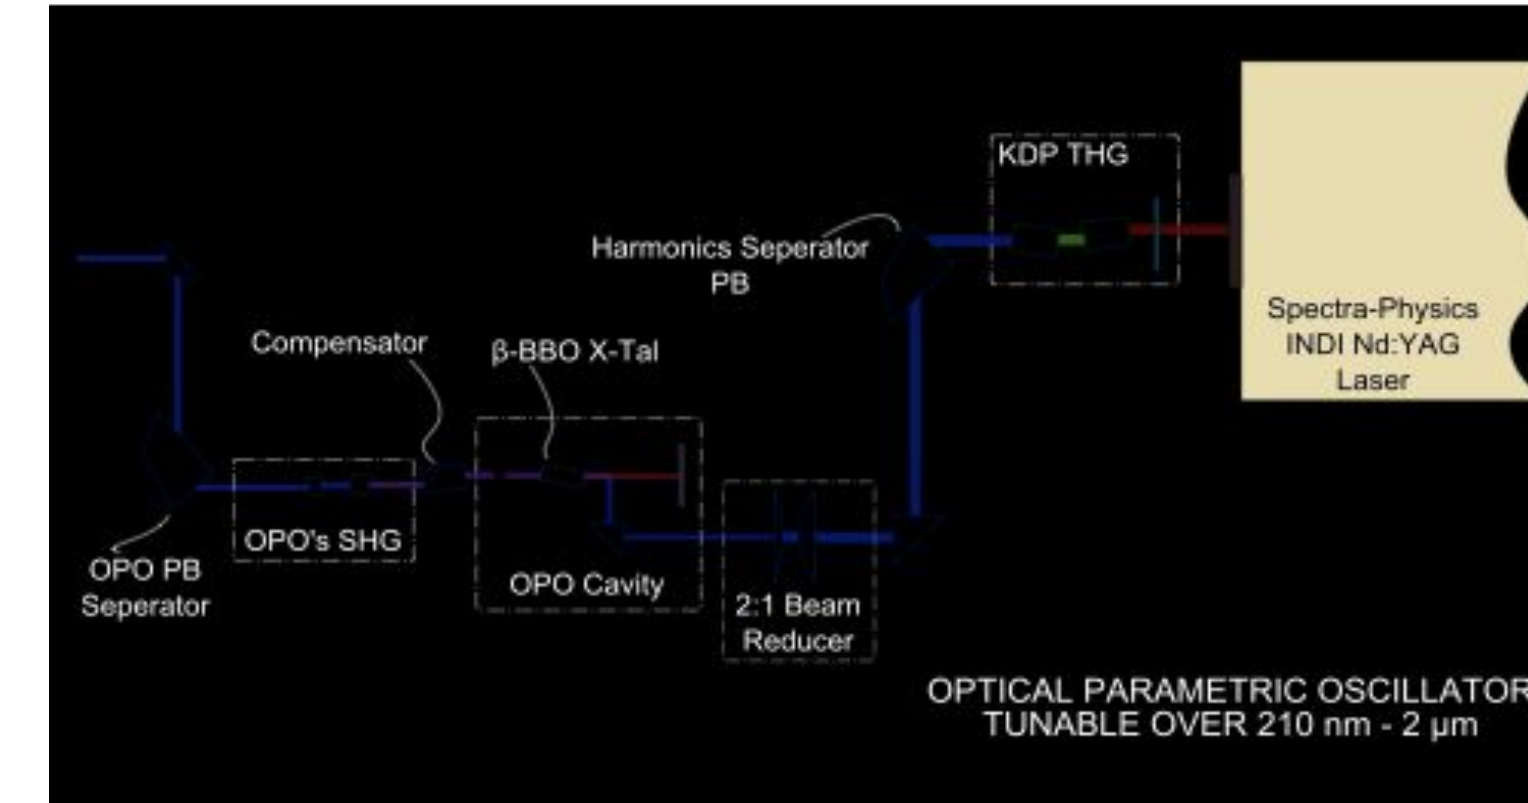 KDP THG
Harmonics Seperator
PB
Spectra-Physics
INDI Nd:YAG
Laser
Compensator
β-BBO X-Tal
OPO's SHG
OPO PB
Seperator
OPO Cavity
2:1 Beam
Reducer
OPTICAL PARAMETRIC OSCILLATOR
TUNABLE OVER 210 nm - 2 µm